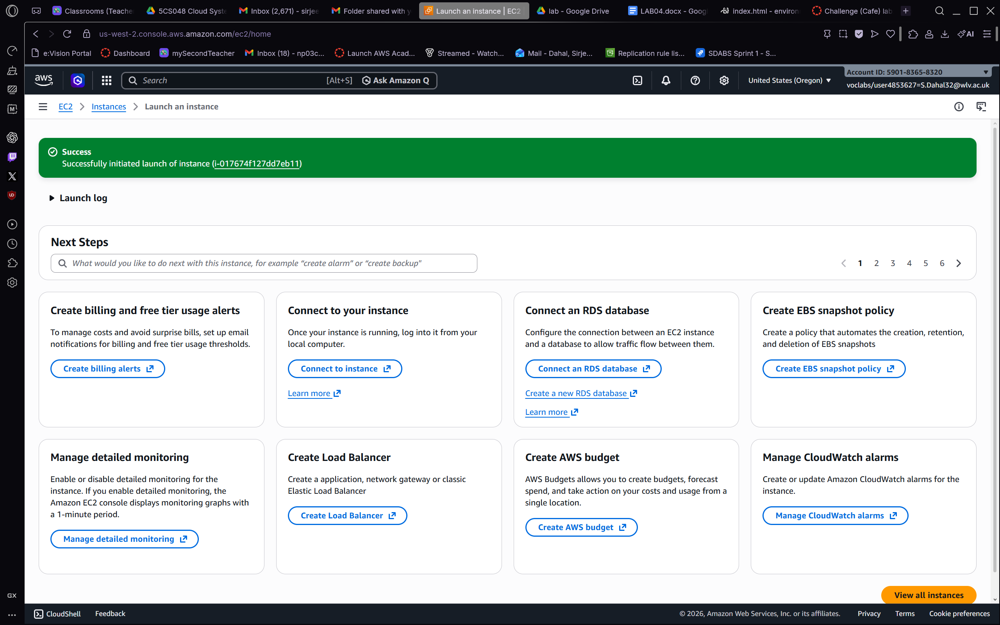 Classrooms (Teache
5CS048 Cloud Syste
Inbox (2,671) - sirjee
Folder shared with y
Launch an instance | EC2
lab - Google Drive
LAB04.docx - Goog
index.html - environ
Challenge (Cafe) lab
us-west-2.console.aws.amazon.com/ec2/home
AI
e:Vision Portal
Dashboard
mySecondTeacher
Inbox (18) - np03c...
Launch AWS Acad...
Streamed - Watch...
Mail - Dahal, Sirje...
Replication rule lis...
SDABS Sprint 1 - S...
aws
Search
[Alt+S]
Ask Amazon Q
United States (Oregon)
Account ID: 5901-8365-8320
voclabs/user4853627=S.Dahal32@wlv.ac.uk
EC2
Instances
Launch an instance
Success
Successfully initiated launch of instance (i-017674f127dd7eb11)
Launch log
Next Steps
What would you like to do next with this instance, for example “create alarm” or “create backup"
1 2 3 4 5 6
Create billing and free tier usage alerts
To manage costs and avoid surprise bills, set up email
notifications for billing and free tier usage thresholds.
Create billing alerts
Connect to your instance
Once your instance is running, log into it from your
local computer.
Connect to instance
Learn more
Connect an RDS database
Configure the connection between an EC2 instance
and a database to allow traffic flow between them.
Connect an RDS database
Create a new RDS database
Learn more
Create EBS snapshot policy
Create a policy that automates the creation, retention,
and deletion of EBS snapshots
Create EBS snapshot policy
Manage detailed monitoring
Enable or disable detailed monitoring for the
instance. If you enable detailed monitoring, the
Amazon EC2 console displays monitoring graphs with
a 1-minute period.
Manage detailed monitoring
Create Load Balancer
Create a application, network gateway or classic
Elastic Load Balancer
Create Load Balancer
Create AWS budget
AWS Budgets allows you to create budgets, forecast
spend, and take action on your costs and usage from a
single location.
Create AWS budget
Manage CloudWatch alarms
Create or update Amazon CloudWatch alarms for the
instance.
Manage CloudWatch alarms
View all instances
GX
CloudShell
Feedback
© 2026, Amazon Web Services, Inc. or its affiliates.
Privacy
Terms
Cookie preferences